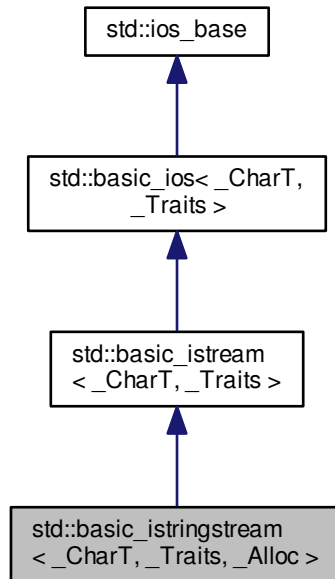 std::ios_base
std::basic_ios< _CharT,
_Traits >
std::basic_istream
< _CharT, _Traits >
std::basic_istringstream
< _CharT, _Traits, _Alloc >